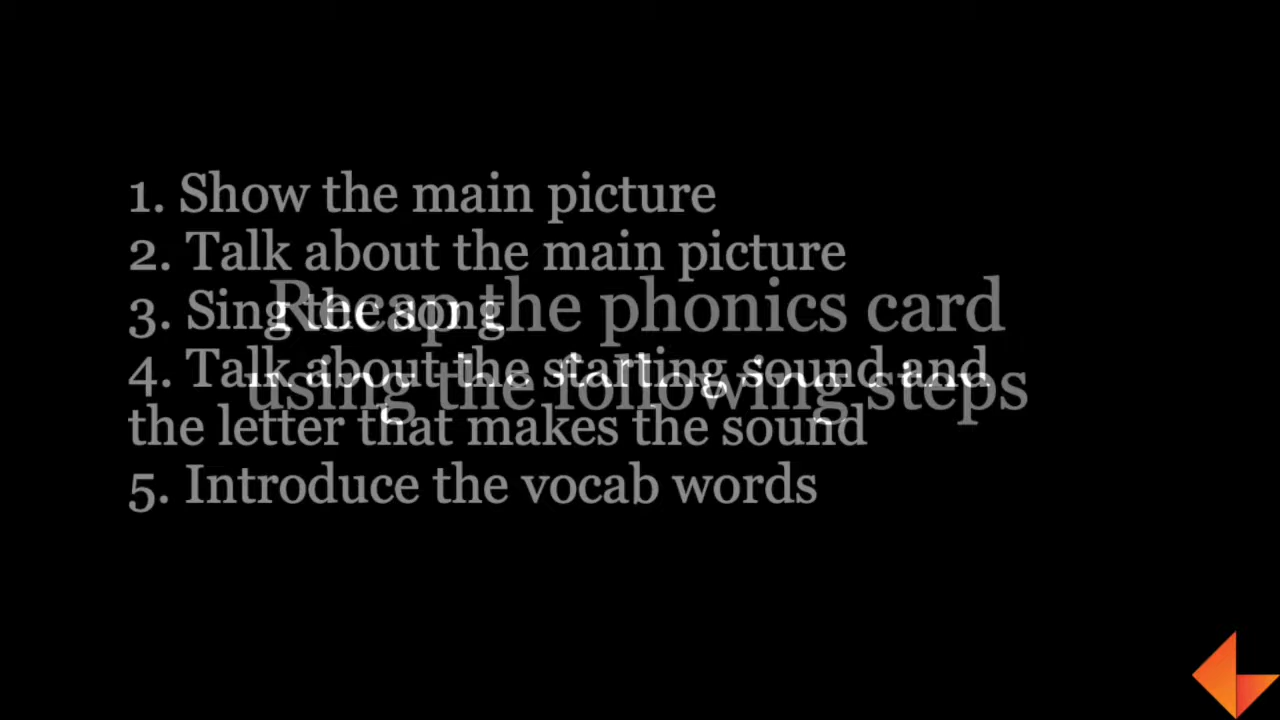 1. Show the main picture
2. Talk about the main picture
Recap the phonics card
3. Sing the song
4. Talk about the starting sound and
using the following steps
the letter that makes the sound
5. Introduce the vocab words